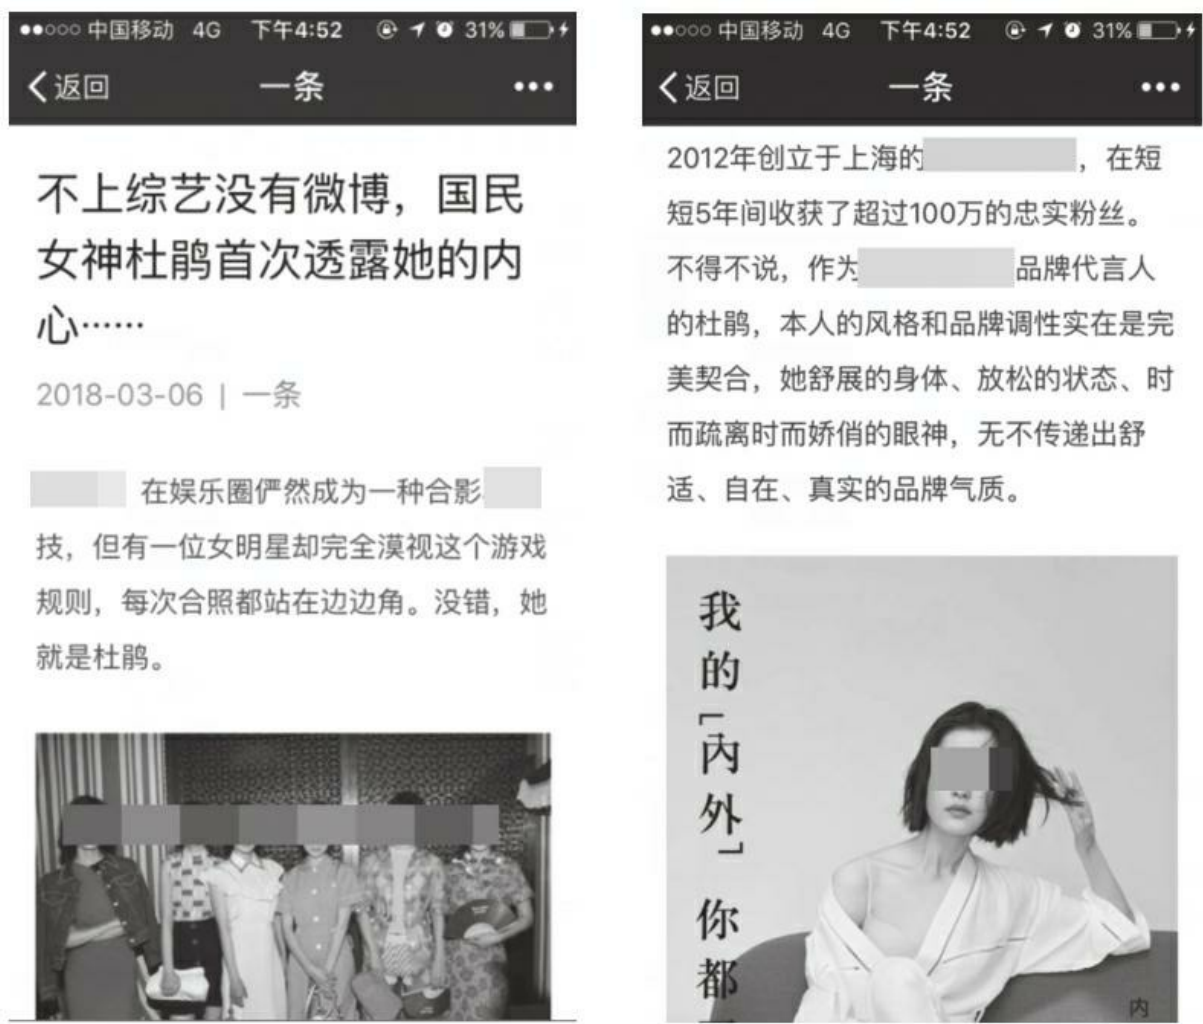 中国移动 4G 下午4:52 31%
返回 一条 •••
不上综艺没有微博，国民
女神杜鹃首次透露她的内
心……
2018-03-06 | 一条
在娱乐圈俨然成为一种合影
技，但有一位女明星却完全漠视这个游戏
规则，每次合照都站在边边角。没错，她
就是杜鹃。
中国移动 4G 下午4:52 31%
返回 一条 •••
2012年创立于上海的 ，在短
短5年间收获了超过100万的忠实粉丝。
不得不说，作为 品牌代言人
的杜鹃，本人的风格和品牌调性实在是完
美契合，她舒展的身体、放松的状态、时
而疏离时而娇俏的眼神，无不传递出舒
适、自在、真实的品牌气质。
我的「內外」你都
内